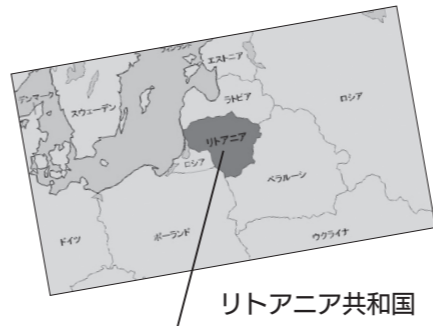 フィンランド
エストニア
デンマーク
スウェーデン
ラトビア
ロシア
リトアニア
ロシア
ベラルーシ
ドイツ
ポーランド
ウクライナ
リトアニア共和国